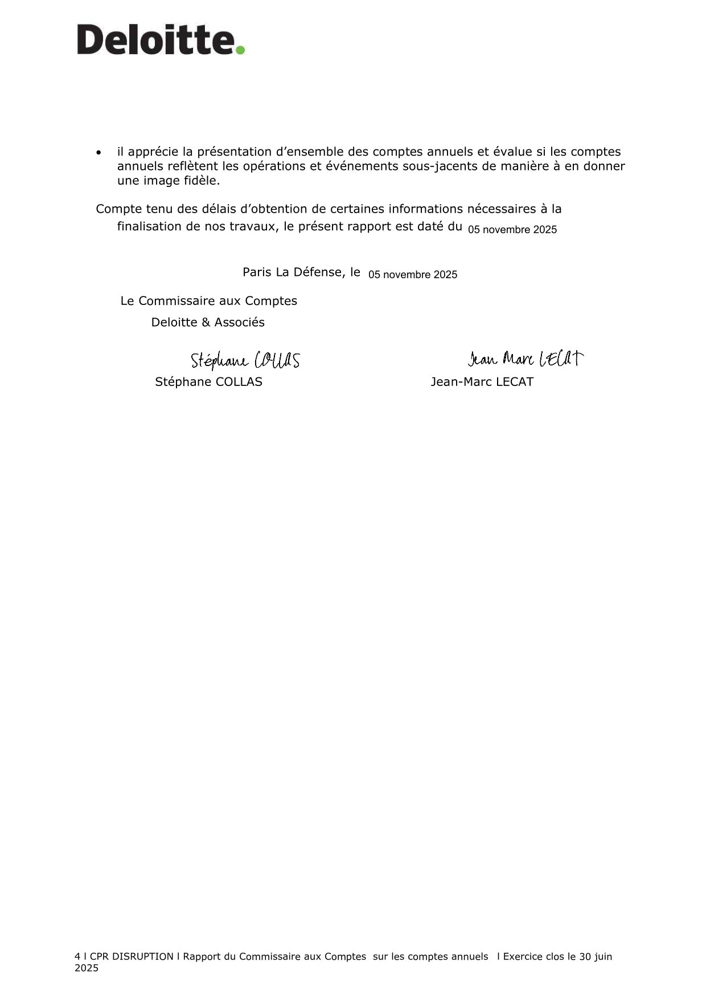 Deloitte.
• il apprécie la présentation d’ensemble des comptes annuels et évalue si les comptes
annuels reflètent les opérations et événements sous-jacents de manière à en donner
une image fidèle.
Compte tenu des délais d’obtention de certaines informations nécessaires à la
finalisation de nos travaux, le présent rapport est daté du 05 novembre 2025
Paris La Défense, le 05 novembre 2025
Le Commissaire aux Comptes
Deloitte & Associés
Stéphane COLLAS Jean Marc LECAT
Stéphane COLLAS Jean-Marc LECAT
4 l CPR DISRUPTION l Rapport du Commissaire aux Comptes sur les comptes annuels l Exercice clos le 30 juin
2025